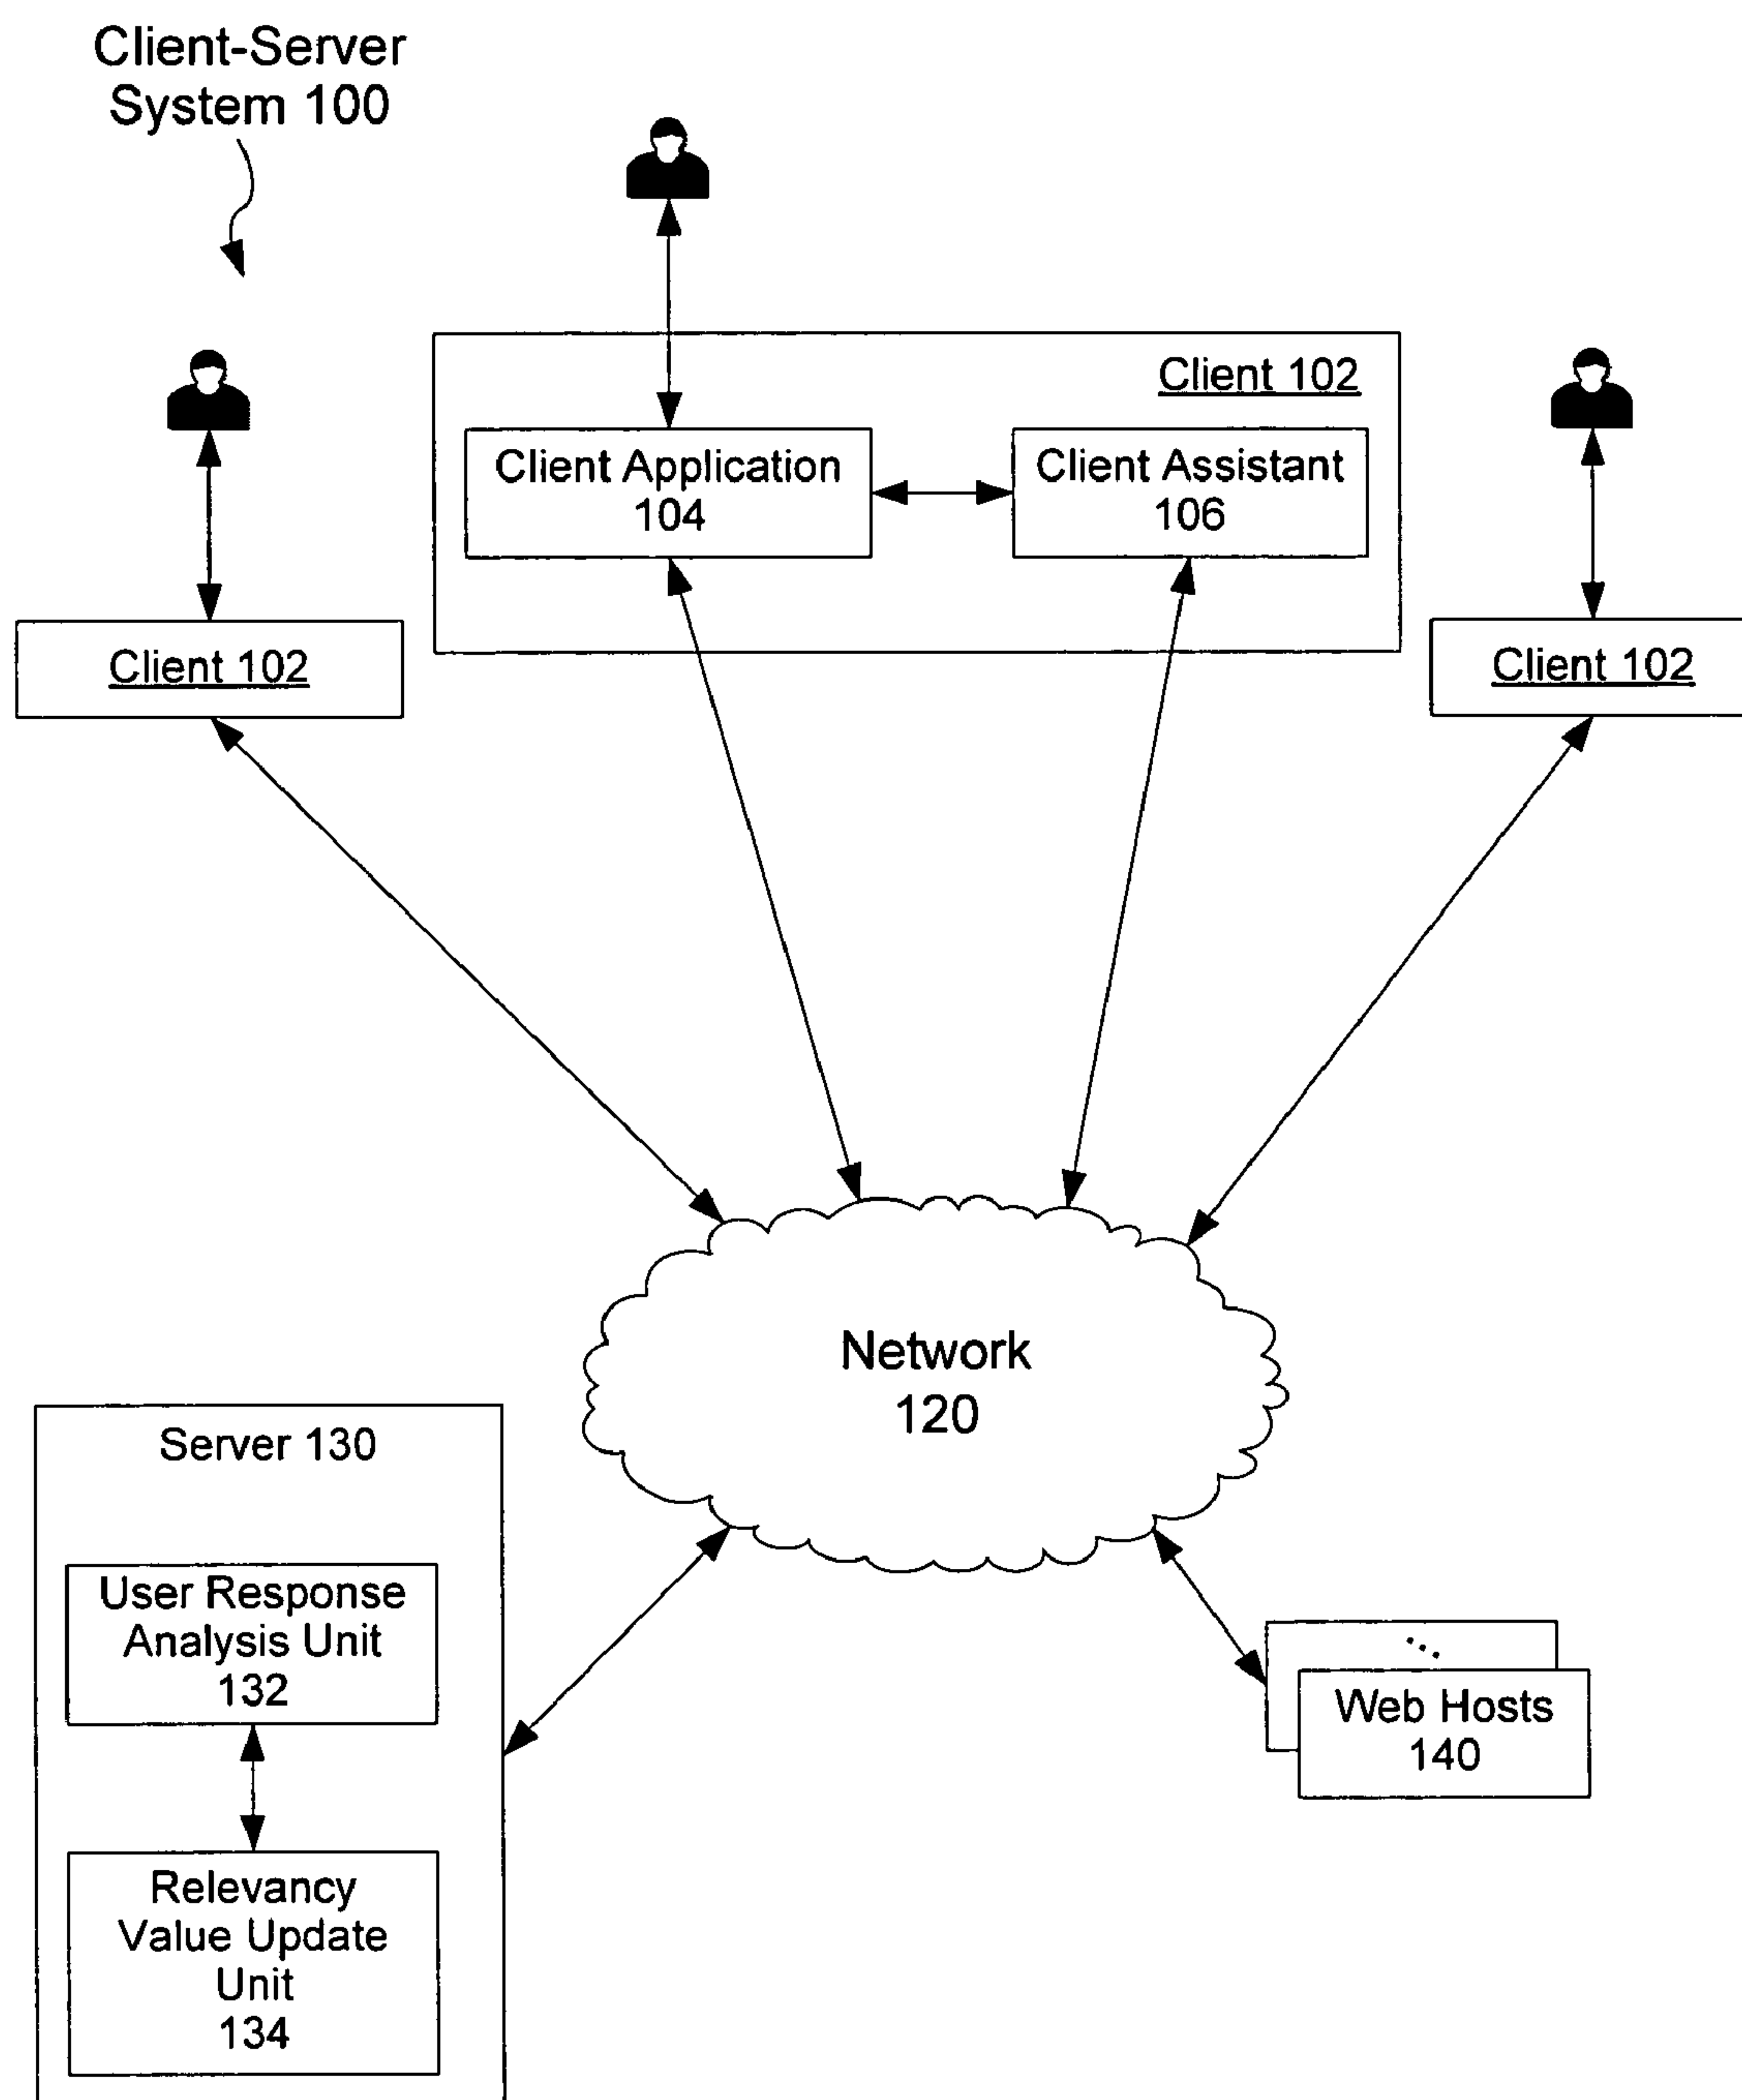 Client-Server
System 100
Client 102
Client Application
104
Client Assistant
106
Client 102
Client 102
Network
120
Server 130
User Response
Analysis Unit
132
Relevancy
Value Update
Unit
134
Web Hosts
140